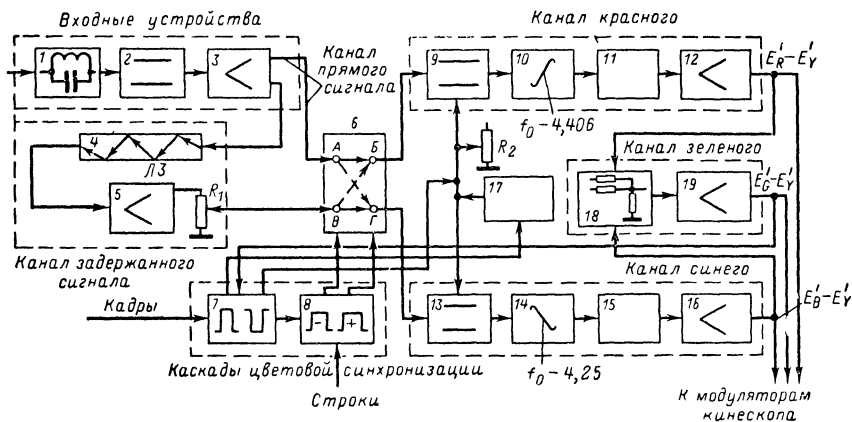 Входные устройства
Канал красного
1
2
3
Канал
прямого
сигнала
9
10
11
12
E'R–E'Y
f₀–4,406
4
ЛЗ
5
R₁
6
А
Б
В
Г
R₂
17
Канал зеленого
18
19
E'G–E'Y
Канал задержанного
сигнала
Канал синего
Кадры
7
8
– +
13
14
15
16
E'B–E'Y
Каскады цветовой синхронизации
f₀–4,25
Строки
К модуляторам
кинескопа